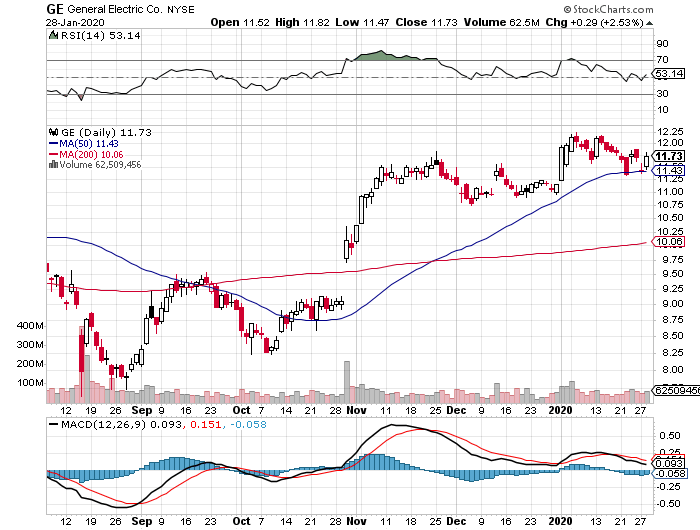 GE General Electric Co. NYSE © StockCharts.com
28-Jan-2020 Open 11.52 High 11.82 Low 11.47 Close 11.73 Volume 62.5M Chg +0.29 (+2.53%)
RSI(14) 53.14
90
70
53.14
30
10
GE (Daily) 11.73
MA(50) 11.43
MA(200) 10.06
Volume 62,509,456
12.25
12.00
11.73
11.43
11.25
11.00
10.75
10.50
10.25
10.06
9.75
9.50
9.25
9.00
8.75
8.50
8.25
8.00
62509456
400M
300M
200M
100M
12 19 26 Sep 9 16 23 Oct 7 14 21 28 Nov 11 18 25 Dec 9 16 23 2020 13 21 27
MACD(12,26,9) 0.093, 0.151, -0.058
0.50
0.25
0.093
-0.058
-0.25
-0.50
12 19 26 Sep 9 16 23 Oct 7 14 21 28 Nov 11 18 25 Dec 9 16 23 2020 13 21 27